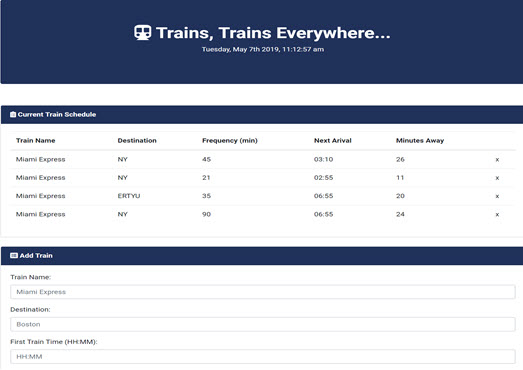 Trains, Trains Everywhere...
Tuesday, May 7th 2019, 11:12:57 am
Current Train Schedule
Train Name Destination Frequency (min) Next Arival Minutes Away
Miami Express NY 45 03:10 26 x
Miami Express NY 21 02:55 11 x
Miami Express ERTYU 35 06:55 20 x
Miami Express NY 90 06:55 24 x
Add Train
Train Name:
Miami Express
Destination:
Boston
First Train Time (HH:MM):
HH:MM